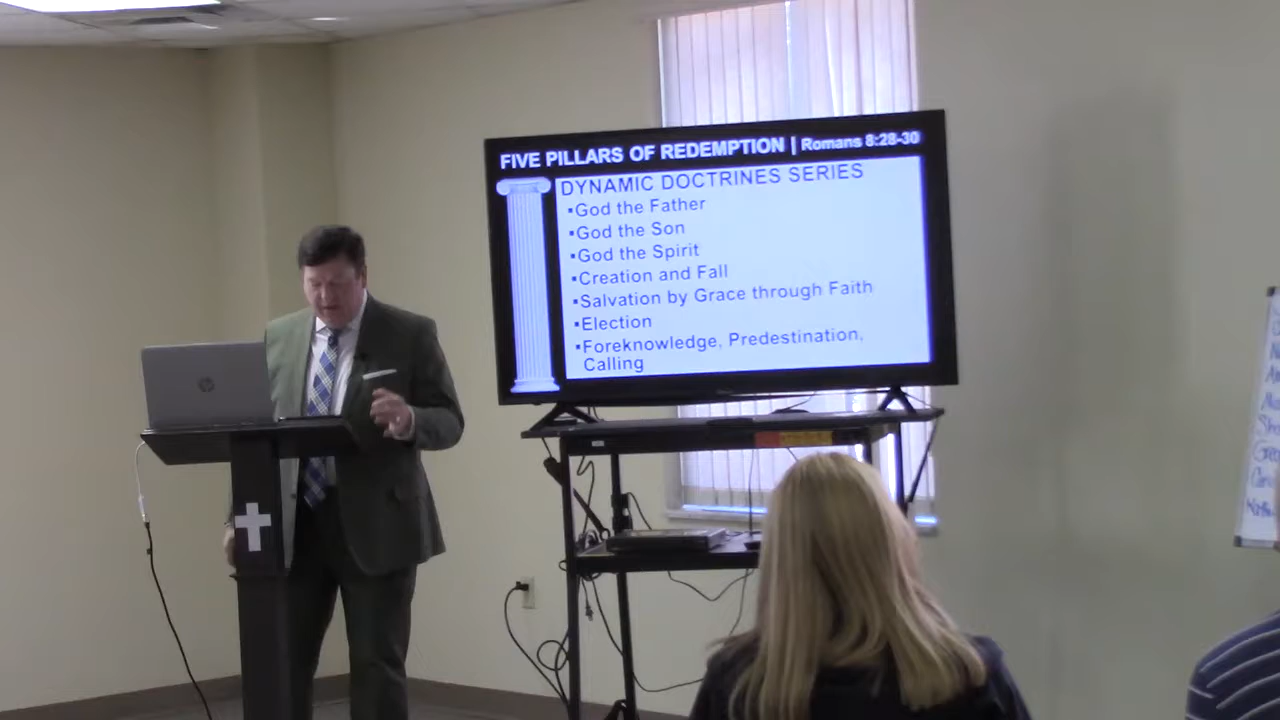 FIVE PILLARS OF REDEMPTION | Romans 8:28-30
DYNAMIC DOCTRINES SERIES
▪God the Father
▪God the Son
▪God the Spirit
▪Creation and Fall
▪Salvation by Grace through Faith
▪Election
▪Foreknowledge, Predestination,
Calling
hp